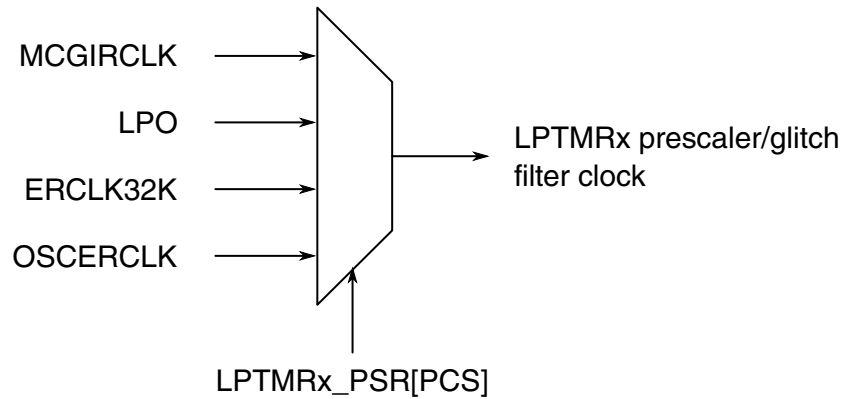 MCGIRCLK
LPO
ERCLK32K
OSCERCLK
LPTMRx prescaler/glitch
filter clock
LPTMRx_PSR[PCS]